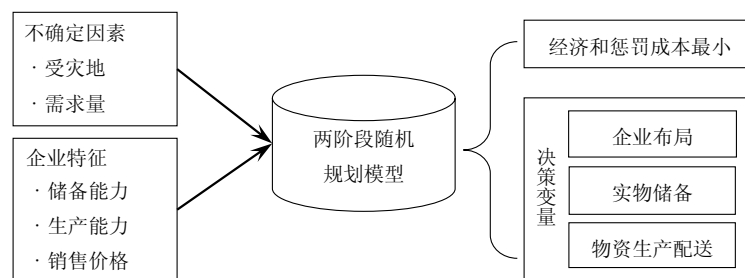 不确定因素
· 受灾地
· 需求量
企业特征
· 储备能力
· 生产能力
· 销售价格
两阶段随机
规划模型
经济和惩罚成本最小
决策变量
企业布局
实物储备
物资生产配送